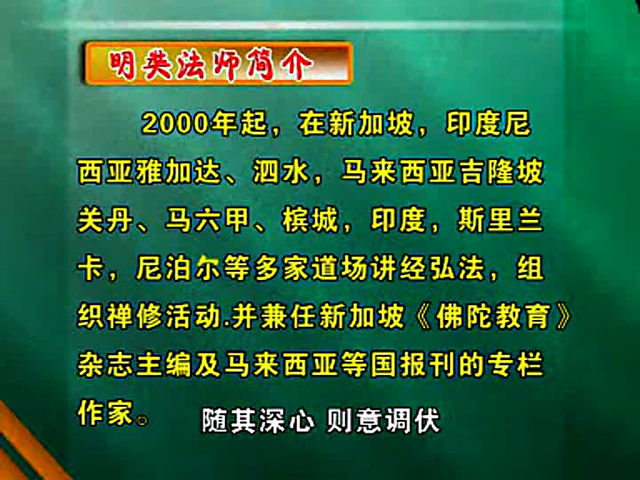 明奘法师简介
2000年起，在新加坡，印度尼
西亚雅加达、泗水，马来西亚吉隆坡
关丹、马六甲、槟城，印度，斯里兰
卡，尼泊尔等多家道场讲经弘法，组
织禅修活动.并兼任新加坡《佛陀教育》
杂志主编及马来西亚等国报刊的专栏
作家。
随其深心 则意调伏